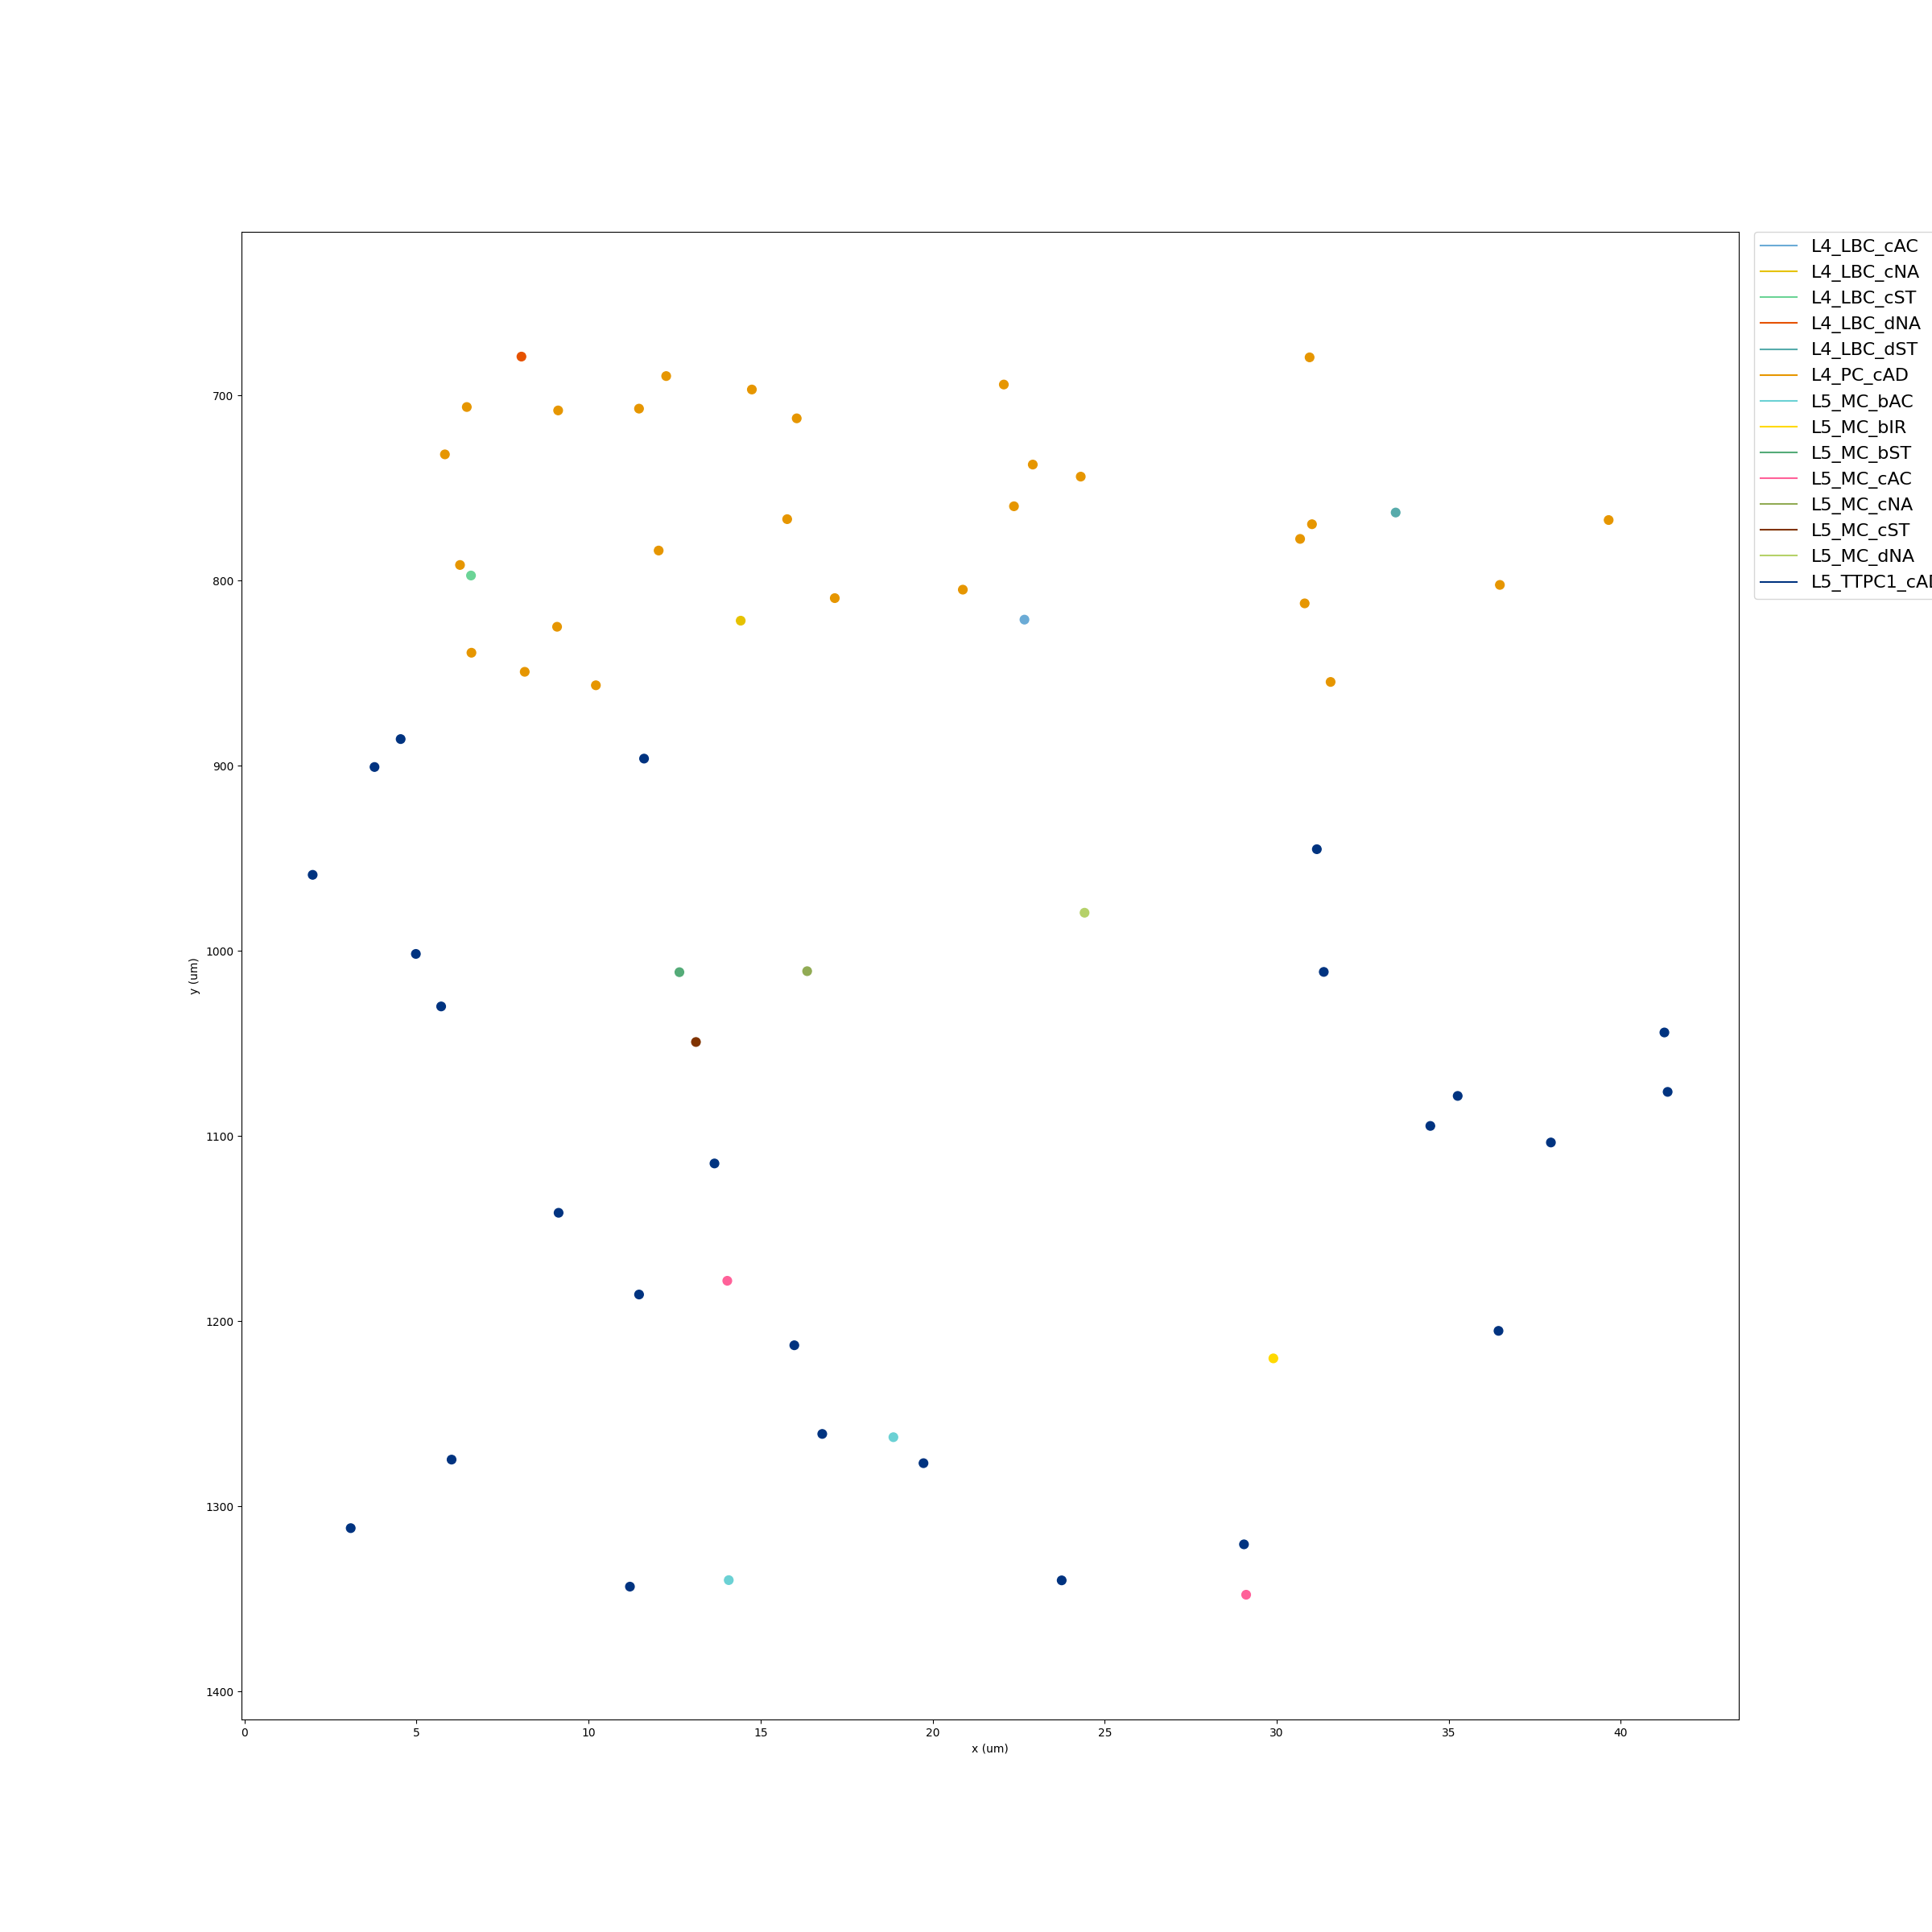 L4_LBC_cAC
L4_LBC_cNA
L4_LBC_cST
L4_LBC_dNA
L4_LBC_dST
L4_PC_cAD
L5_MC_bAC
L5_MC_bIR
L5_MC_bST
L5_MC_cAC
L5_MC_cNA
L5_MC_cST
L5_MC_dNA
L5_TTPC1_cAD
700
800
900
1000
1100
1200
1300
1400
y (um)
0 5 10 15 20 25 30 35 40
x (um)